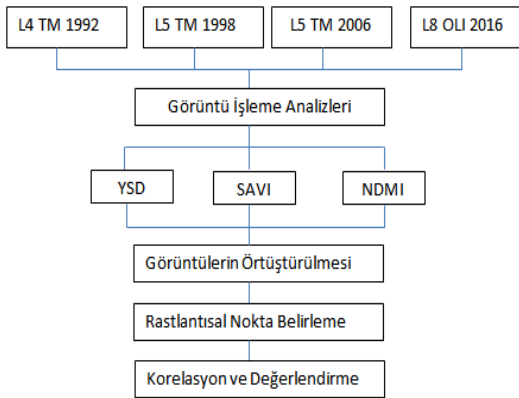 L4 TM 1992
L5 TM 1998
L5 TM 2006
L8 OLI 2016
Görüntü İşleme Analizleri
YSD
SAVI
NDMI
Görüntülerin Örtüştürülmesi
Rastlantısal Nokta Belirleme
Korelasyon ve Değerlendirme